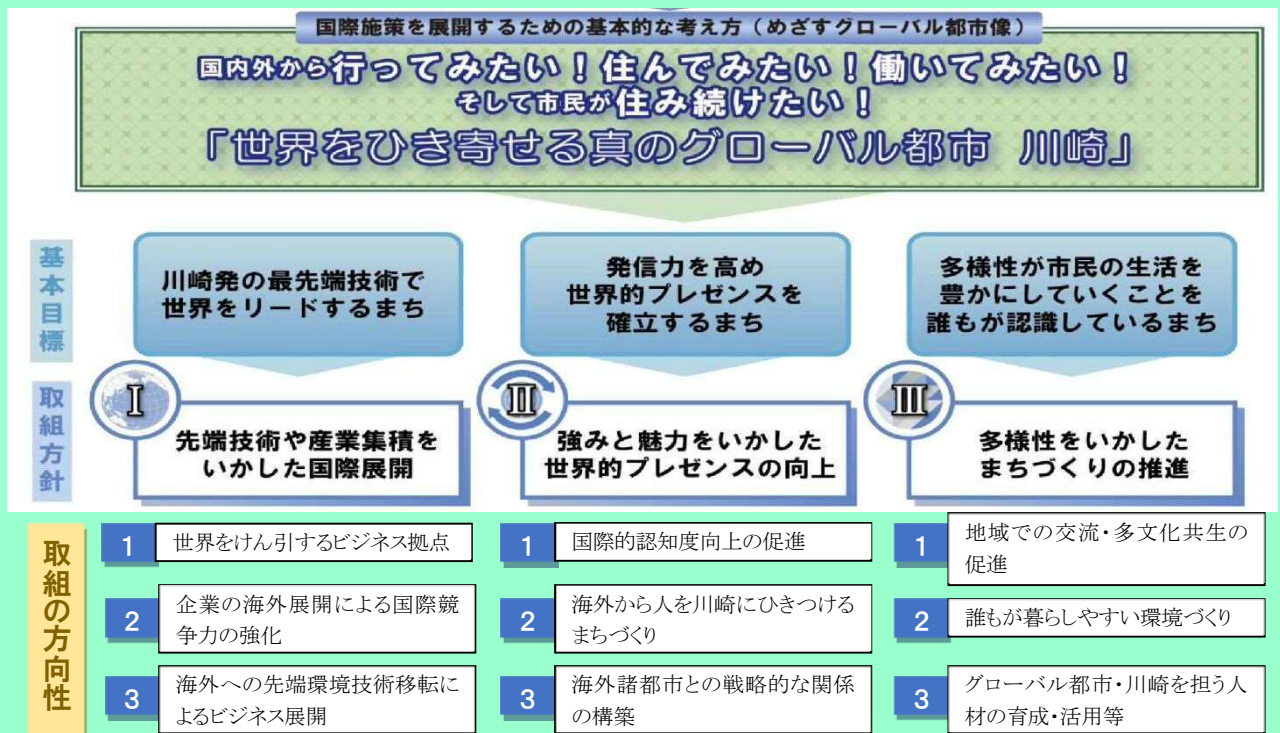 国際施策を展開するための基本的な考え方（めざすグローバル都市像）
国内外から行ってみたい！住んでみたい！働いてみたい！
そして市民が住み続けたい！
「世界をひき寄せる真のグローバル都市　川崎」
基本目標
川崎発の最先端技術で
世界をリードするまち
発信力を高め
世界的プレゼンスを
確立するまち
多様性が市民の生活を
豊かにしていくことを
誰もが認識しているまち
取組方針
I
先端技術や産業集積を
いかした国際展開
II
強みと魅力をいかした
世界的プレゼンスの向上
III
多様性をいかした
まちづくりの推進
取組の方向性
1 世界をけん引するビジネス拠点
2 企業の海外展開による国際競
争力の強化
3 海外への先端環境技術移転に
よるビジネス展開
1 国際的認知度向上の促進
2 海外から人を川崎にひきつける
まちづくり
3 海外諸都市との戦略的な関係
の構築
1 地域での交流・多文化共生の
促進
2 誰もが暮らしやすい環境づくり
3 グローバル都市・川崎を担う人
材の育成・活用等